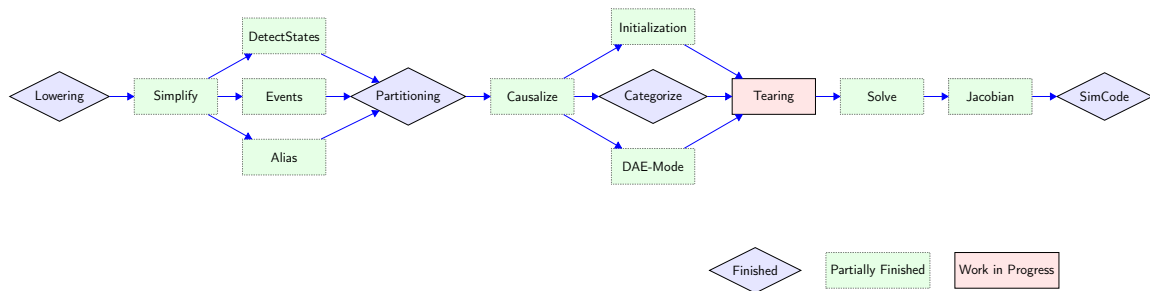 Lowering
Simplify
DetectStates
Events
Alias
Partitioning
Causalize
Initialization
Categorize
DAE-Mode
Tearing
Solve
Jacobian
SimCode
Finished
Partially Finished
Work in Progress